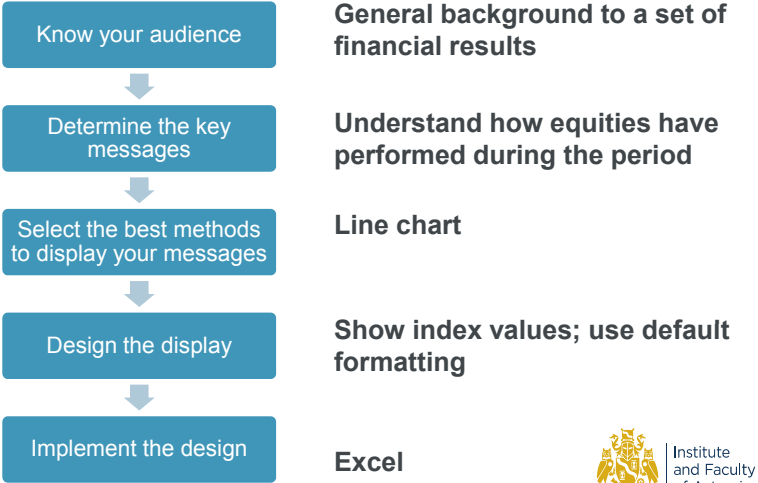 Know your audience
General background to a set of
financial results
Determine the key
messages
Understand how equities have
performed during the period
Select the best methods
to display your messages
Line chart
Design the display
Show index values; use default
formatting
Implement the design
Excel
Institute
and Faculty